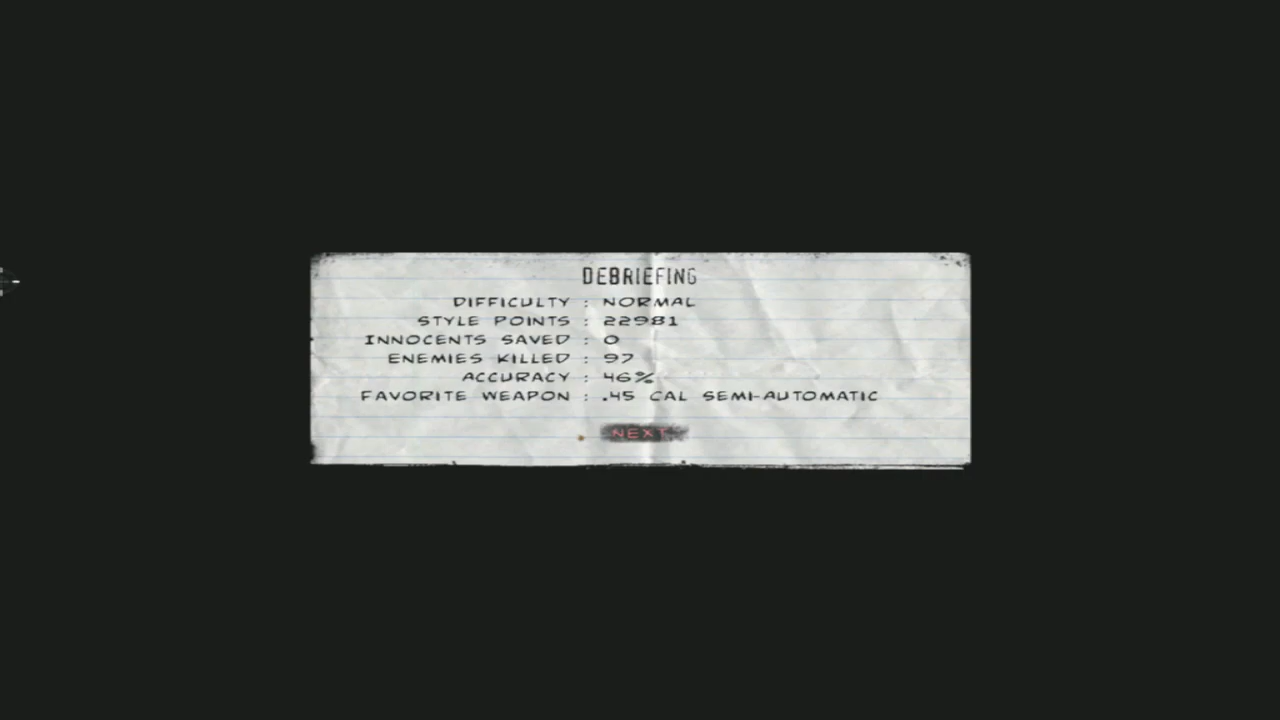 DEBRIEFING
DIFFICULTY : NORMAL
STYLE POINTS : 22981
INNOCENTS SAVED : 0
ENEMIES KILLED : 97
ACCURACY : 46%
FAVORITE WEAPON : .45 CAL SEMI-AUTOMATIC
NEXT